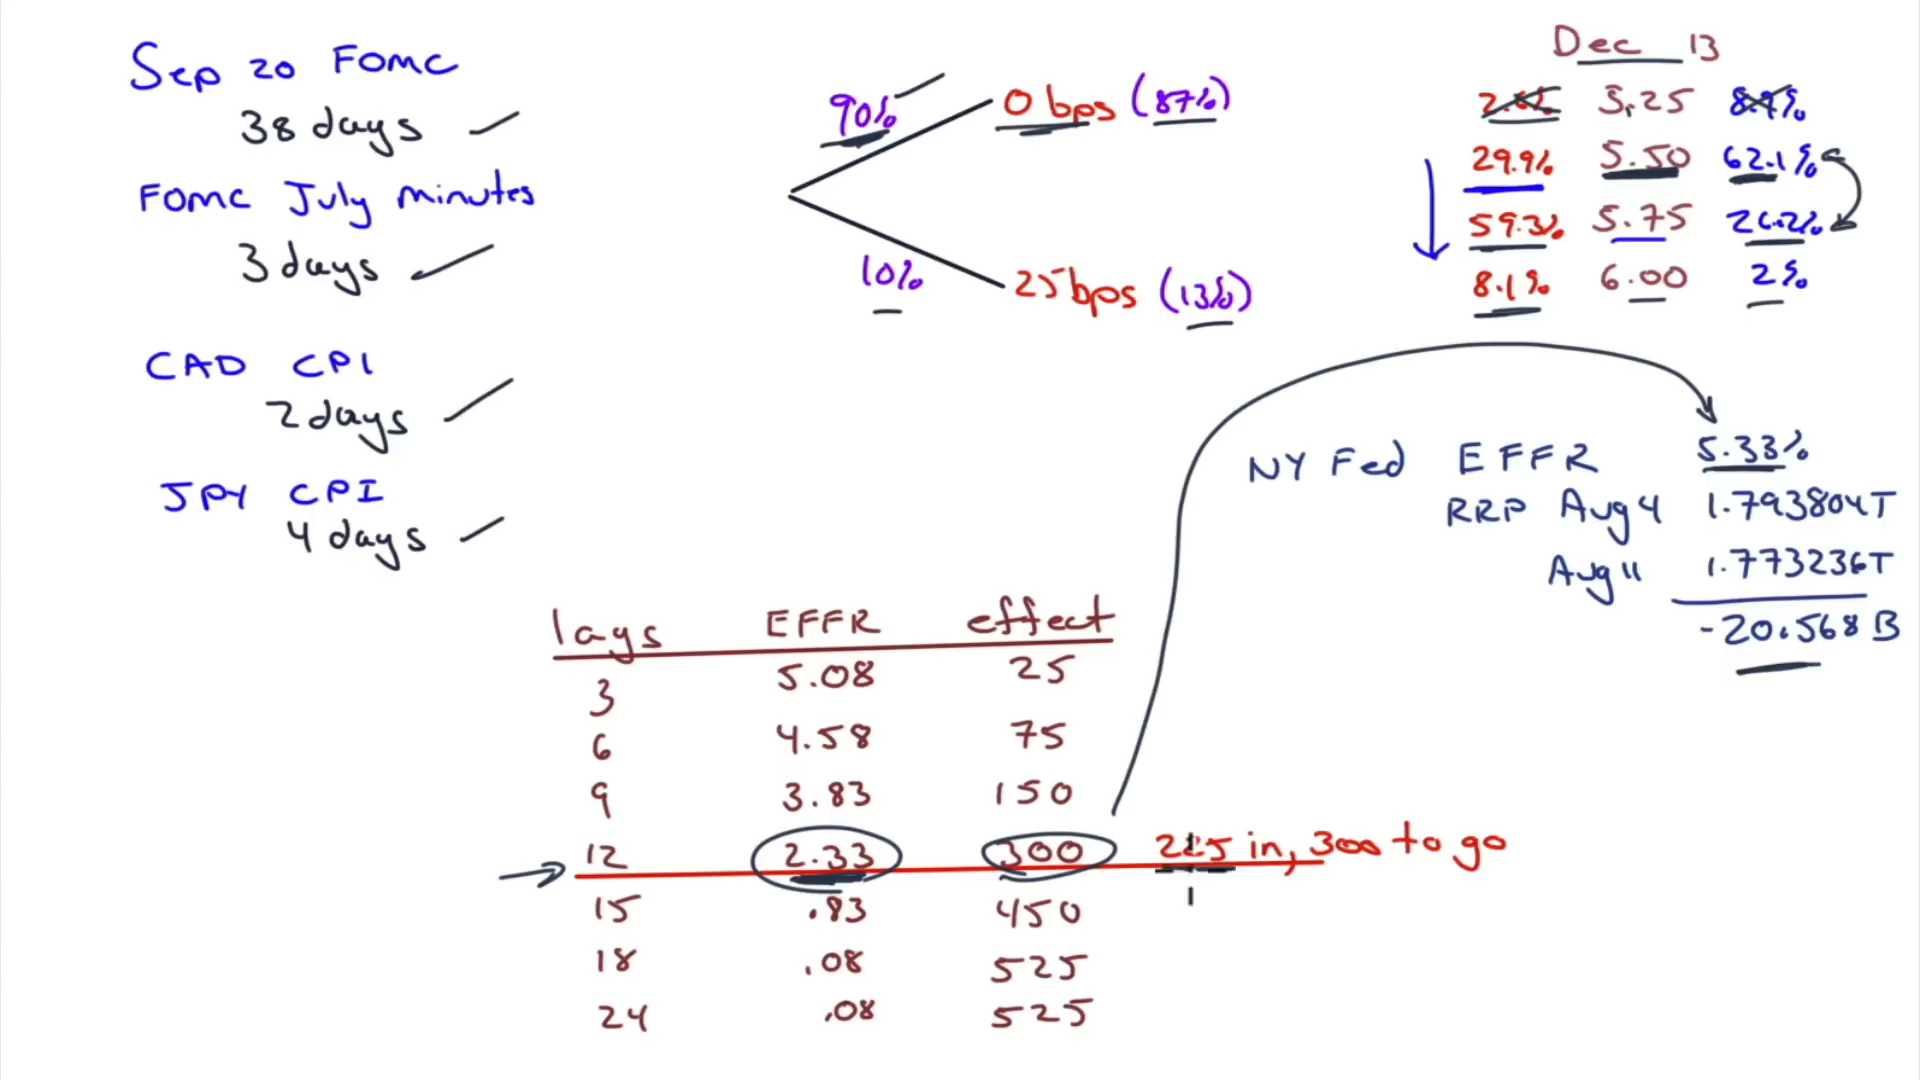 Sep 20 FOMC
38 days
FOMC July minutes
3 days
CAD CPI
2 days
JPY CPI
4 days
90% 0 bps (87%)
10% 25 bps (13%)
Dec 13
5.25 8.9%
29.9% 5.50 62.1%
59.3% 5.75 26.2%
8.1% 6.00 2%
NY Fed EFFR 5.33%
RRP Aug 4 1.793804T
Aug 11 1.773236T
-20.568 B
lags EFFR effect
3 5.08 25
6 4.58 75
9 3.83 150
12 2.33 300 225 in, 300 to go
15 .83 450
18 .08 525
24 .08 525